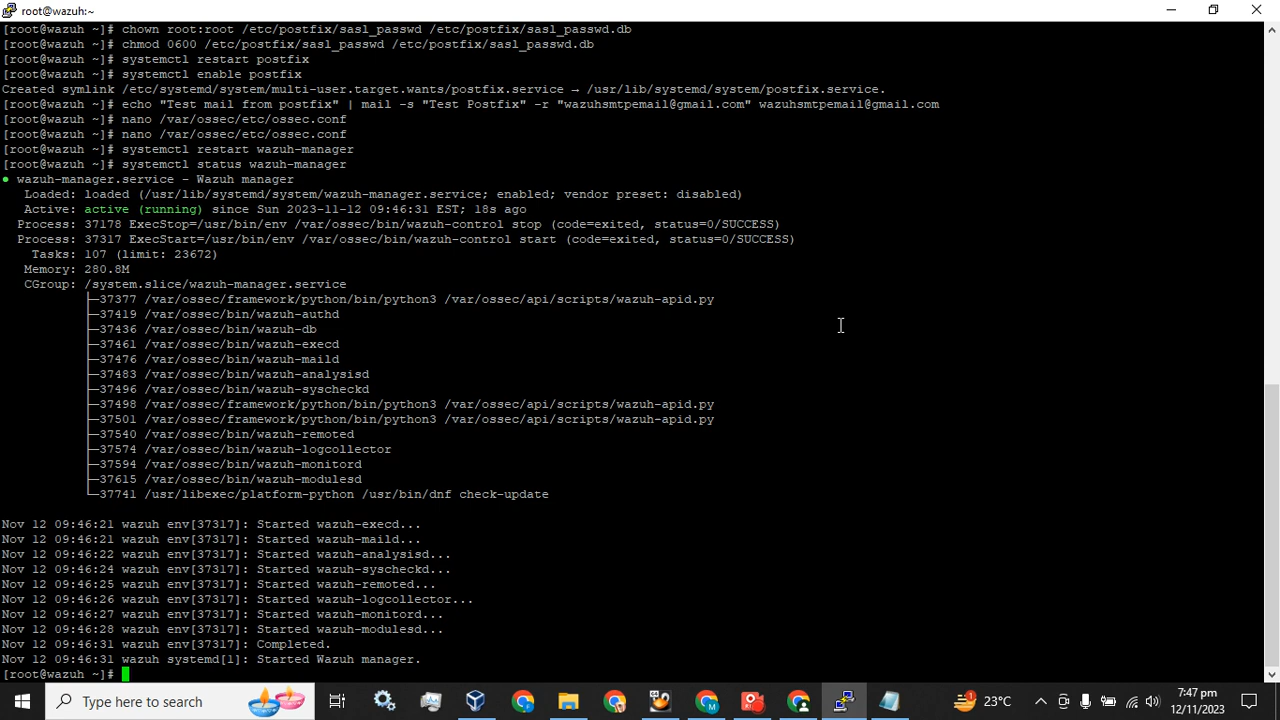 root@wazuh:~
[root@wazuh ~]# chown root:root /etc/postfix/sasl_passwd /etc/postfix/sasl_passwd.db
[root@wazuh ~]# chmod 0600 /etc/postfix/sasl_passwd /etc/postfix/sasl_passwd.db
[root@wazuh ~]# systemctl restart postfix
[root@wazuh ~]# systemctl enable postfix
Created symlink /etc/systemd/system/multi-user.target.wants/postfix.service → /usr/lib/systemd/system/postfix.service.
[root@wazuh ~]# echo "Test mail from postfix" | mail -s "Test Postfix" -r "wazuhsmtpemail@gmail.com" wazuhsmtpemail@gmail.com
[root@wazuh ~]# nano /var/ossec/etc/ossec.conf
[root@wazuh ~]# nano /var/ossec/etc/ossec.conf
[root@wazuh ~]# systemctl restart wazuh-manager
[root@wazuh ~]# systemctl status wazuh-manager
● wazuh-manager.service - Wazuh manager
Loaded: loaded (/usr/lib/systemd/system/wazuh-manager.service; enabled; vendor preset: disabled)
Active: active (running) since Sun 2023-11-12 09:46:31 EST; 18s ago
Process: 37178 ExecStop=/usr/bin/env /var/ossec/bin/wazuh-control stop (code=exited, status=0/SUCCESS)
Process: 37317 ExecStart=/usr/bin/env /var/ossec/bin/wazuh-control start (code=exited, status=0/SUCCESS)
Tasks: 107 (limit: 23672)
Memory: 280.8M
CGroup: /system.slice/wazuh-manager.service
├─37377 /var/ossec/framework/python/bin/python3 /var/ossec/api/scripts/wazuh-apid.py
├─37419 /var/ossec/bin/wazuh-authd
├─37436 /var/ossec/bin/wazuh-db
├─37461 /var/ossec/bin/wazuh-execd
├─37476 /var/ossec/bin/wazuh-maild
├─37483 /var/ossec/bin/wazuh-analysisd
├─37496 /var/ossec/bin/wazuh-syscheckd
├─37498 /var/ossec/framework/python/bin/python3 /var/ossec/api/scripts/wazuh-apid.py
├─37501 /var/ossec/framework/python/bin/python3 /var/ossec/api/scripts/wazuh-apid.py
├─37540 /var/ossec/bin/wazuh-remoted
├─37574 /var/ossec/bin/wazuh-logcollector
├─37594 /var/ossec/bin/wazuh-monitord
├─37615 /var/ossec/bin/wazuh-modulesd
└─37741 /usr/libexec/platform-python /usr/bin/dnf check-update
Nov 12 09:46:21 wazuh env[37317]: Started wazuh-execd...
Nov 12 09:46:21 wazuh env[37317]: Started wazuh-maild...
Nov 12 09:46:22 wazuh env[37317]: Started wazuh-analysisd...
Nov 12 09:46:24 wazuh env[37317]: Started wazuh-syscheckd...
Nov 12 09:46:25 wazuh env[37317]: Started wazuh-remoted...
Nov 12 09:46:26 wazuh env[37317]: Started wazuh-logcollector...
Nov 12 09:46:27 wazuh env[37317]: Started wazuh-monitord...
Nov 12 09:46:28 wazuh env[37317]: Started wazuh-modulesd...
Nov 12 09:46:31 wazuh env[37317]: Completed.
Nov 12 09:46:31 wazuh systemd[1]: Started Wazuh manager.
[root@wazuh ~]#
Type here to search
1
23°C
7:47 pm
12/11/2023